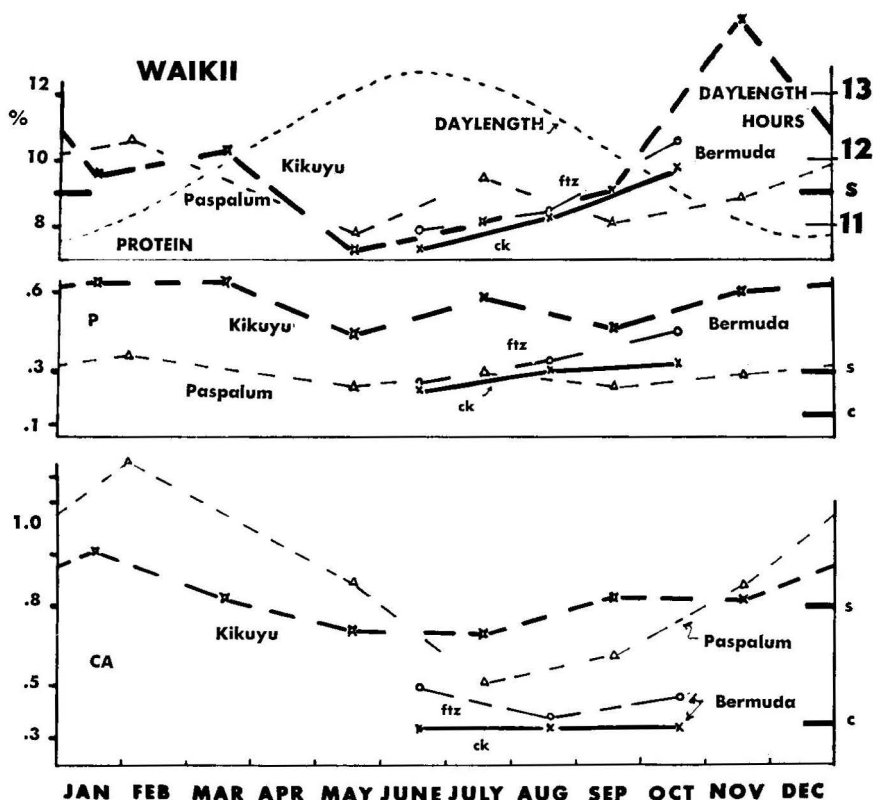 WAIKII
12
%
10
8
DAYLENGTH
DAYLENGTH
HOURS
13
12
S
11
Kikuyu
Paspalum
PROTEIN
ftz
Bermuda
ck
.6
P
.3
.1
Kikuyu
Paspalum
ftz
Bermuda
ck
s
c
1.0
.8
CA
.5
.3
Kikuyu
Paspalum
Bermuda
ftz
ck
s
c
JAN FEB MAR APR MAY JUNE JULY AUG SEP OCT NOV DEC